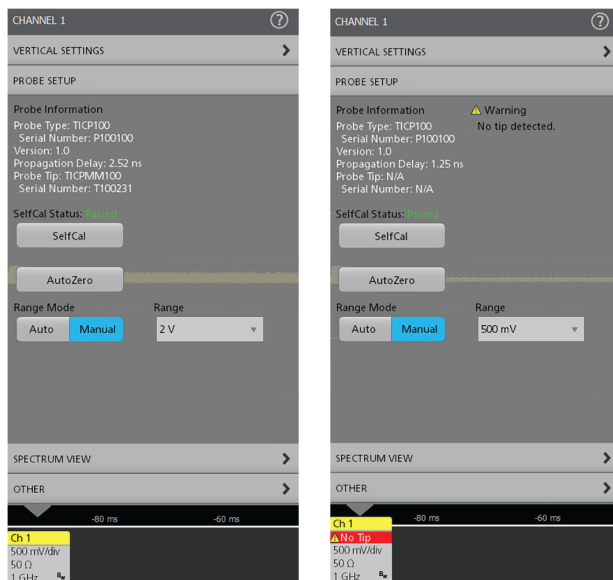 CHANNEL 1
?
VERTICAL SETTINGS
PROBE SETUP
Probe Information
Probe Type: TICP100
Serial Number: P100100
Version: 1.0
Propagation Delay: 2.52 ns
Probe Tip: TICPMM100
Serial Number: T100231
SelfCal Status: Passed
SelfCal
AutoZero
Range Mode
Range
Auto
Manual
2 V
SPECTRUM VIEW
OTHER
-80 ms
-60 ms
Ch 1
500 mV/div
50 Ω
1 GHz
Bw
CHANNEL 1
?
VERTICAL SETTINGS
PROBE SETUP
Probe Information
Warning
Probe Type: TICP100
No tip detected.
Serial Number: P100100
Version: 1.0
Propagation Delay: 1.25 ns
Probe Tip: N/A
Serial Number: N/A
SelfCal Status: Passed
SelfCal
AutoZero
Range Mode
Range
Auto
Manual
500 mV
SPECTRUM VIEW
OTHER
-80 ms
-60 ms
Ch 1
No Tip
500 mV/div
50 Ω
1 GHz
Bw